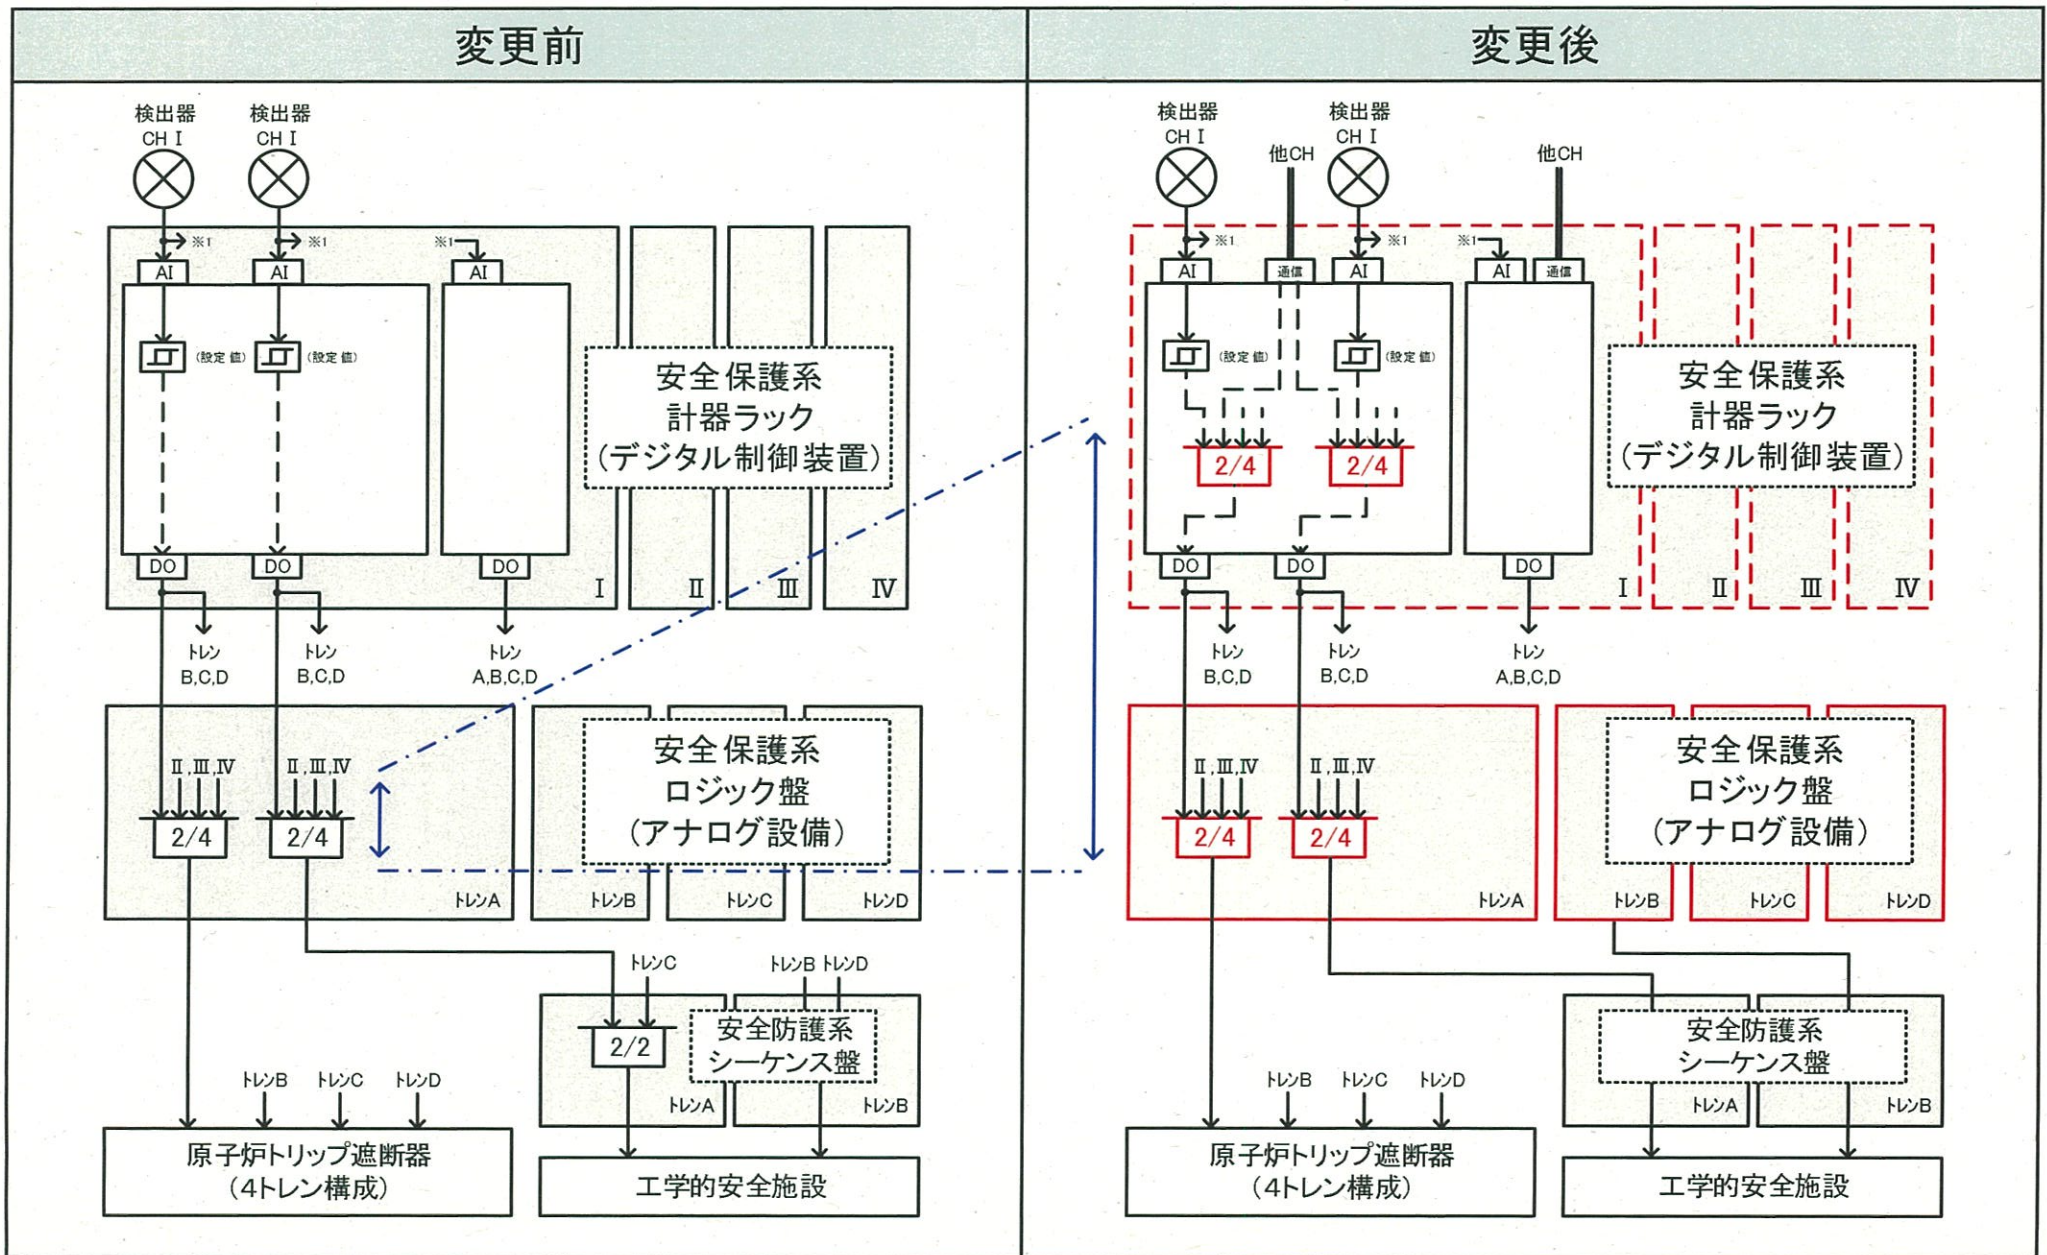 変更前
検出器
CH I
検出器
CH I
※1
※1
※1
AI
AI
AI
(設定値)
(設定値)
安全保護系
計器ラック
(デジタル制御装置)
DO
DO
DO
Ⅰ
Ⅱ
Ⅲ
Ⅳ
トレン
B,C,D
トレン
B,C,D
トレン
A,B,C,D
Ⅱ,Ⅲ,Ⅳ
Ⅱ,Ⅲ,Ⅳ
2/4
2/4
安全保護系
ロジック盤
(アナログ設備)
トレンA
トレンB
トレンC
トレンD
トレンC
トレンB
トレンD
2/2
安全防護系
シーケンス盤
トレンA
トレンB
トレンB
トレンC
トレンD
原子炉トリップ遮断器
(4トレン構成)
工学的安全施設
変更後
検出器
CH I
他CH
検出器
CH I
他CH
※1
※1
※1
AI
通信
AI
AI
通信
(設定値)
(設定値)
2/4
2/4
安全保護系
計器ラック
(デジタル制御装置)
DO
DO
DO
Ⅰ
Ⅱ
Ⅲ
Ⅳ
トレン
B,C,D
トレン
B,C,D
トレン
A,B,C,D
Ⅱ,Ⅲ,Ⅳ
Ⅱ,Ⅲ,Ⅳ
2/4
2/4
安全保護系
ロジック盤
(アナログ設備)
トレンA
トレンB
トレンC
トレンD
安全防護系
シーケンス盤
トレンA
トレンB
トレンB
トレンC
トレンD
原子炉トリップ遮断器
(4トレン構成)
工学的安全施設